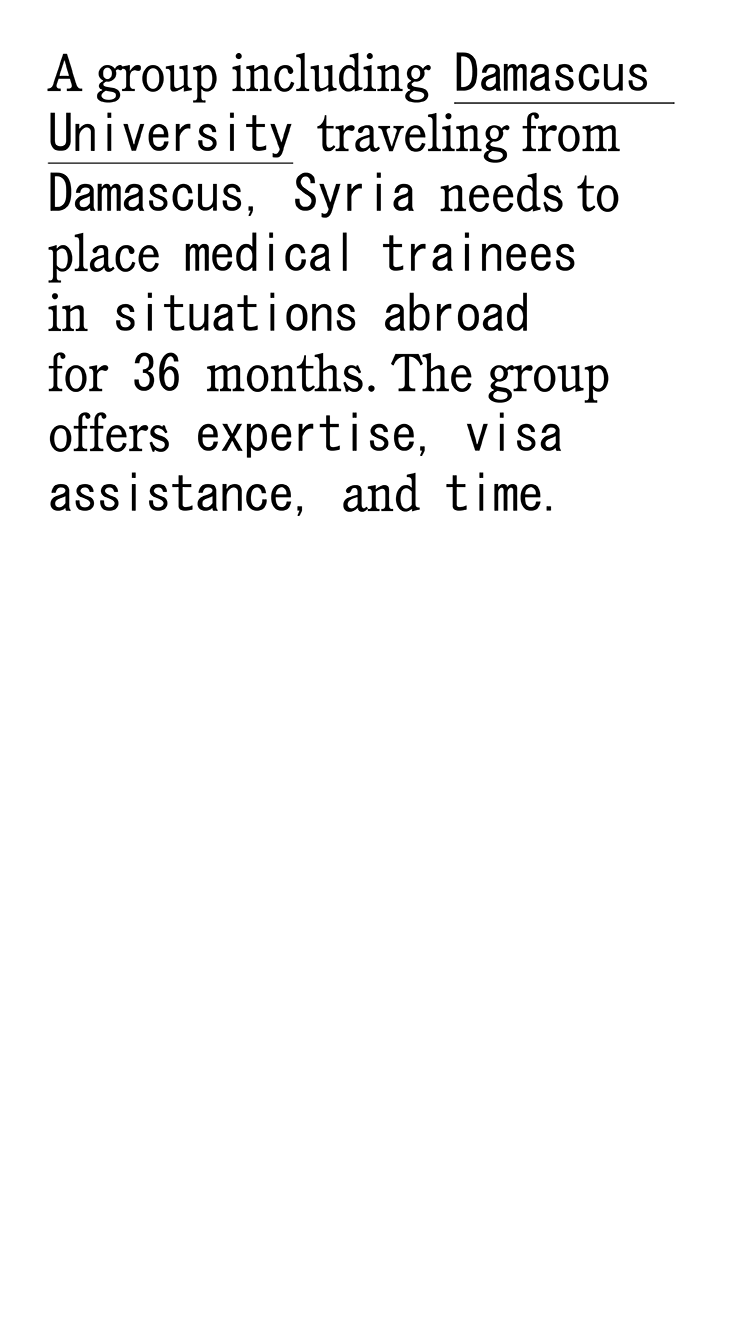 A group including Damascus
University traveling from
Damascus, Syria needs to
place medical trainees
in situations abroad
for 36 months. The group
offers expertise, visa
assistance, and time.